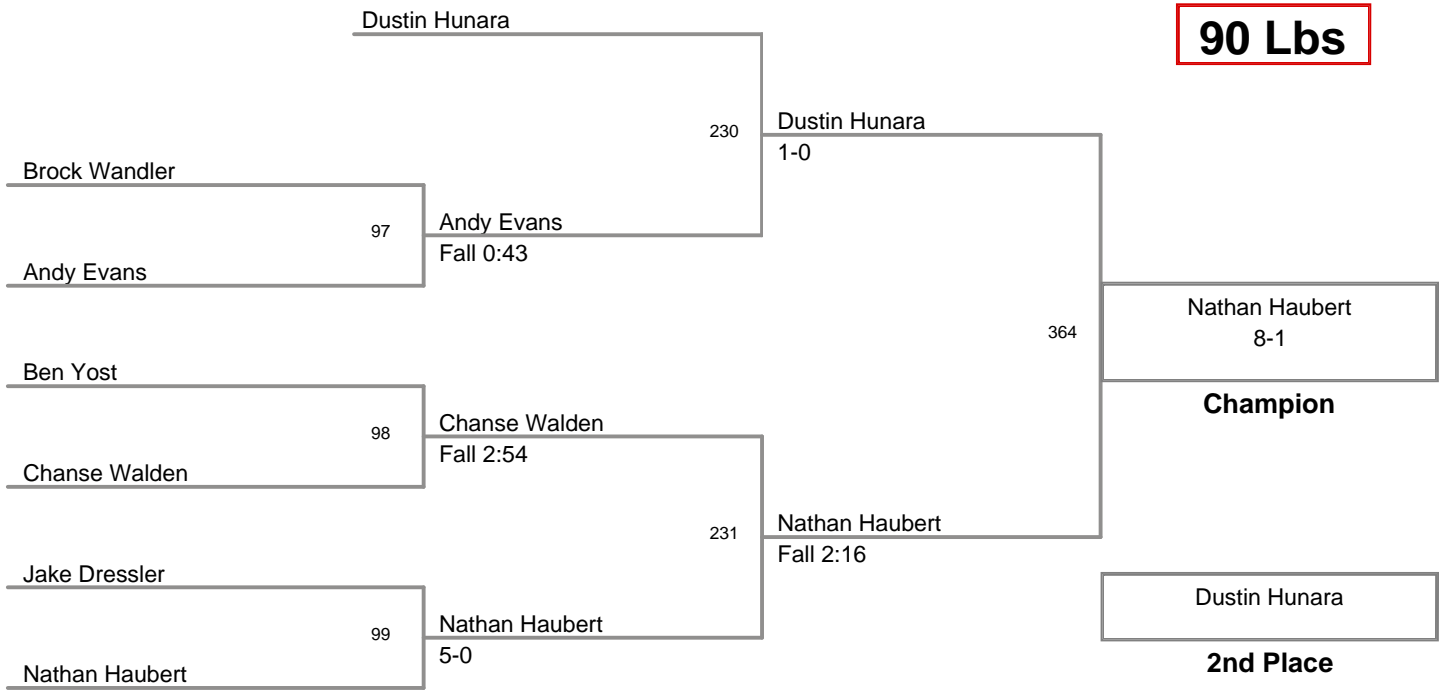 Dustin Hunara
90 Lbs
230
Dustin Hunara
1-0
Brock Wandler
97
Andy Evans
Fall 0:43
Andy Evans
364
Nathan Haubert
8-1
Champion
Ben Yost
98
Chanse Walden
Fall 2:54
Chanse Walden
231
Nathan Haubert
Fall 2:16
Jake Dressler
99
Nathan Haubert
5-0
Nathan Haubert
Dustin Hunara
2nd Place